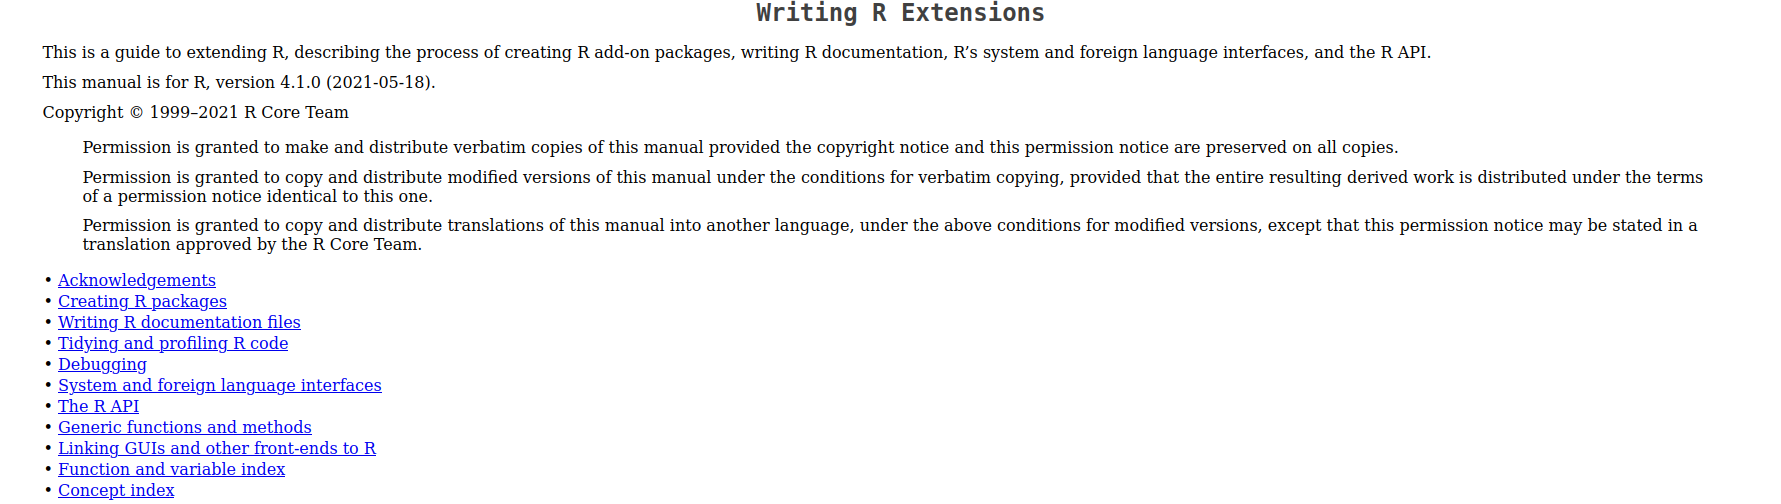 Writing R Extensions
This is a guide to extending R, describing the process of creating R add-on packages, writing R documentation, R’s system and foreign language interfaces, and the R API.
This manual is for R, version 4.1.0 (2021-05-18).
Copyright © 1999–2021 R Core Team
Permission is granted to make and distribute verbatim copies of this manual provided the copyright notice and this permission notice are preserved on all copies.
Permission is granted to copy and distribute modified versions of this manual under the conditions for verbatim copying, provided that the entire resulting derived work is distributed under the terms
of a permission notice identical to this one.
Permission is granted to copy and distribute translations of this manual into another language, under the above conditions for modified versions, except that this permission notice may be stated in a
translation approved by the R Core Team.
• Acknowledgements
• Creating R packages
• Writing R documentation files
• Tidying and profiling R code
• Debugging
• System and foreign language interfaces
• The R API
• Generic functions and methods
• Linking GUIs and other front-ends to R
• Function and variable index
• Concept index